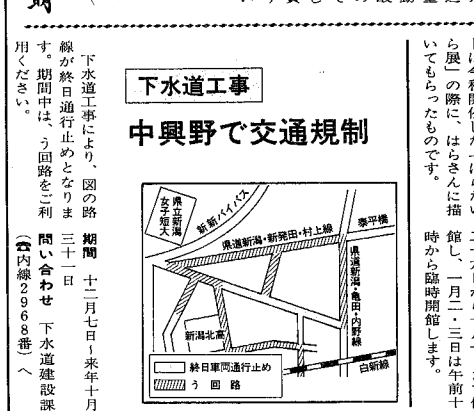 いてもらったものです。
ら展」の際に、はらさんに描
館し、一月二・三日は午前十
時から臨時開館します。
下水道工事
中興野で交通規制
下水道工事により、図の路
線が終日通行止めとなりま
す。期間中は、う回路をご利
用ください。
県立新潟
女子短大
新新バイパス
県道新潟・新発田・村上線
泰平橋
県道新潟・亀田・内野線
新潟北高
白新線
終日車両通行止め
う回路
期間 十二月七日〜来年十月
三十一日
問い合わせ 下水道建設課
(☎内線2968番)へ